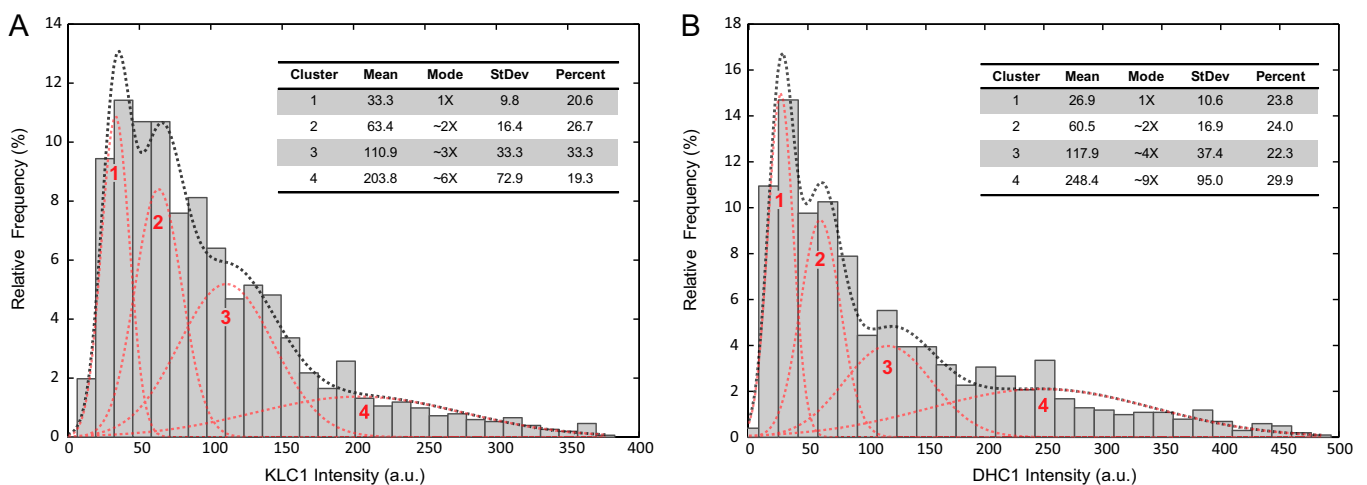 A
14
12
10
8
6
4
2
0
Relative Frequency (%)
Cluster Mean Mode StDev Percent
1 33.3 1X 9.8 20.6
2 63.4 ~2X 16.4 26.7
3 110.9 ~3X 33.3 33.3
4 203.8 ~6X 72.9 19.3
1
2
3
4
0 50 100 150 200 250 300 350 400
KLC1 Intensity (a.u.)
B
18
16
14
12
10
8
6
4
2
0
Relative Frequency (%)
Cluster Mean Mode StDev Percent
1 26.9 1X 10.6 23.8
2 60.5 ~2X 16.9 24.0
3 117.9 ~4X 37.4 22.3
4 248.4 ~9X 95.0 29.9
1
2
3
4
0 50 100 150 200 250 300 350 400 450 500
DHC1 Intensity (a.u.)